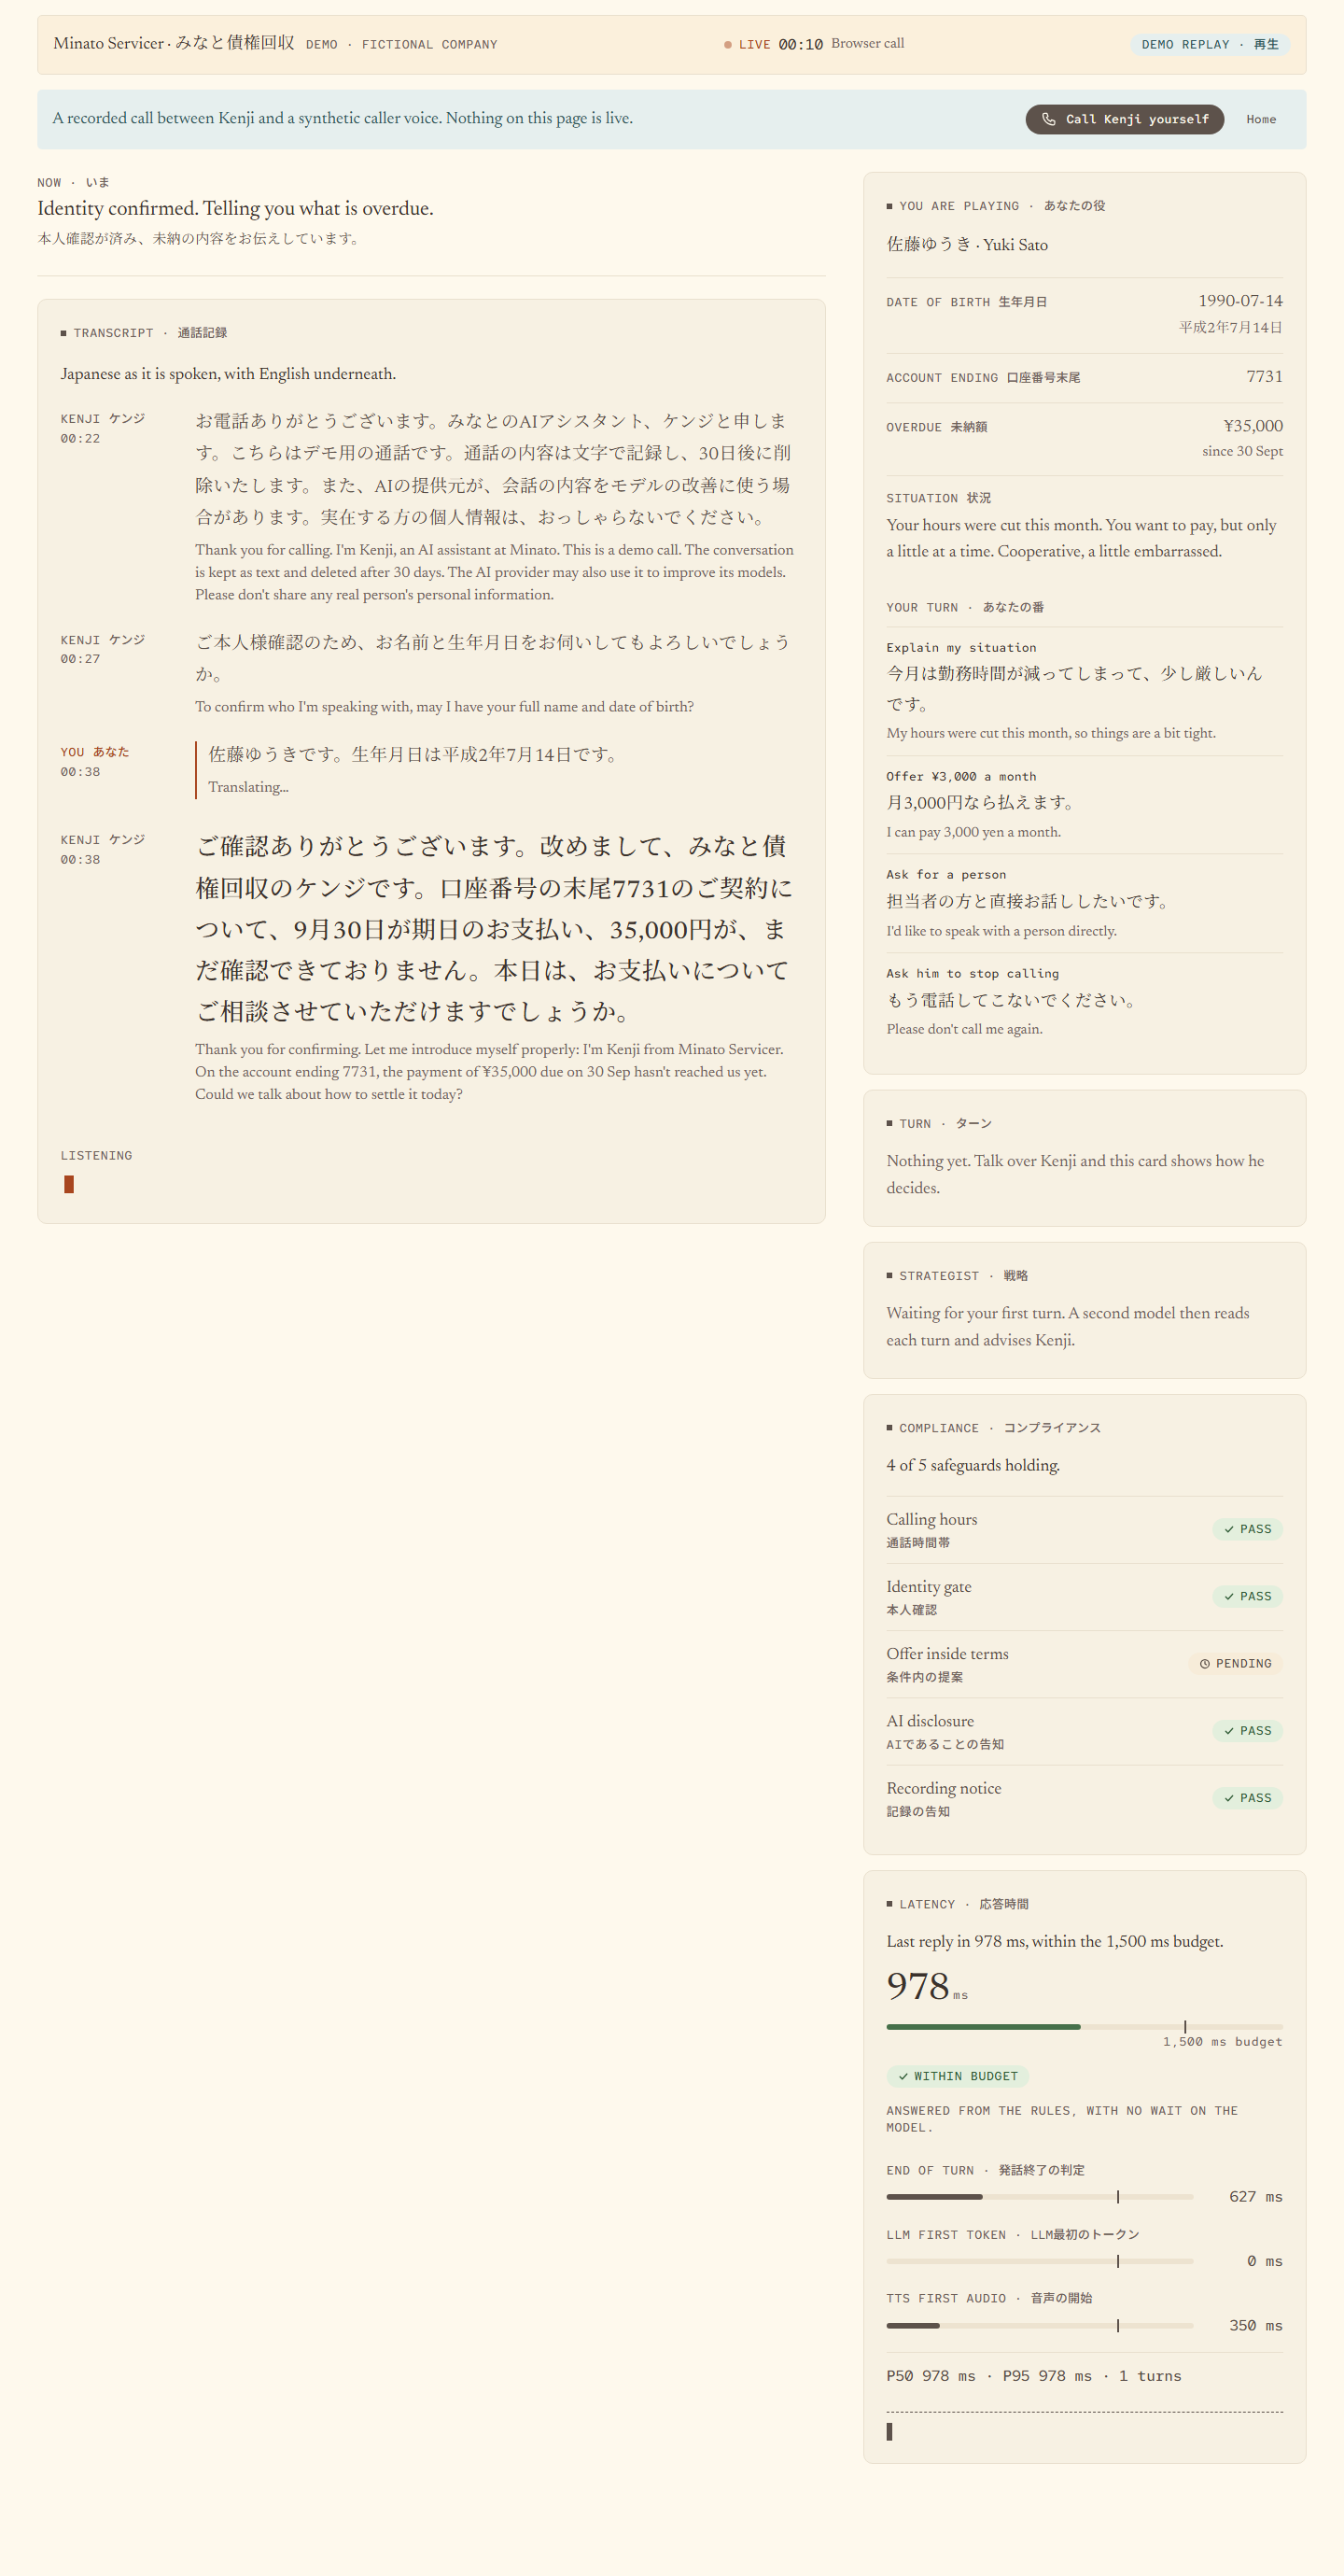 Minato Servicer · みなと債権回収 DEMO · FICTIONAL COMPANY
LIVE 00:10 Browser call
DEMO REPLAY · 再生
A recorded call between Kenji and a synthetic caller voice. Nothing on this page is live.
Call Kenji yourself
Home
NOW · いま
Identity confirmed. Telling you what is overdue.
本人確認が済み、未納の内容をお伝えしています。
TRANSCRIPT · 通話記録
Japanese as it is spoken, with English underneath.
KENJI ケンジ
00:22
お電話ありがとうございます。みなとのAIアシスタント、ケンジと申しま
す。こちらはデモ用の通話です。通話の内容は文字で記録し、30日後に削
除いたします。また、AIの提供元が、会話の内容をモデルの改善に使う場
合があります。実在する方の個人情報は、おっしゃらないでください。
Thank you for calling. I'm Kenji, an AI assistant at Minato. This is a demo call. The conversation
is kept as text and deleted after 30 days. The AI provider may also use it to improve its models.
Please don't share any real person's personal information.
KENJI ケンジ
00:27
ご本人様確認のため、お名前と生年月日をお伺いしてもよろしいでしょう
か。
To confirm who I'm speaking with, may I have your full name and date of birth?
YOU あなた
00:38
佐藤ゆうきです。生年月日は平成2年7月14日です。
Translating…
KENJI ケンジ
00:38
ご確認ありがとうございます。改めまして、みなと債
権回収のケンジです。口座番号の末尾7731のご契約に
ついて、9月30日が期日のお支払い、35,000円が、ま
だ確認できておりません。本日は、お支払いについて
ご相談させていただけますでしょうか。
Thank you for confirming. Let me introduce myself properly: I'm Kenji from Minato Servicer.
On the account ending 7731, the payment of ¥35,000 due on 30 Sep hasn't reached us yet.
Could we talk about how to settle it today?
LISTENING
YOU ARE PLAYING · あなたの役
佐藤ゆうき · Yuki Sato
DATE OF BIRTH 生年月日
1990-07-14
平成2年7月14日
ACCOUNT ENDING 口座番号末尾
7731
OVERDUE 未納額
¥35,000
since 30 Sept
SITUATION 状況
Your hours were cut this month. You want to pay, but only
a little at a time. Cooperative, a little embarrassed.
YOUR TURN · あなたの番
Explain my situation
今月は勤務時間が減ってしまって、少し厳しいん
です。
My hours were cut this month, so things are a bit tight.
Offer ¥3,000 a month
月3,000円なら払えます。
I can pay 3,000 yen a month.
Ask for a person
担当者の方と直接お話ししたいです。
I'd like to speak with a person directly.
Ask him to stop calling
もう電話してこないでください。
Please don't call me again.
TURN · ターン
Nothing yet. Talk over Kenji and this card shows how he
decides.
STRATEGIST · 戦略
Waiting for your first turn. A second model then reads
each turn and advises Kenji.
COMPLIANCE · コンプライアンス
4 of 5 safeguards holding.
Calling hours
通話時間帯
PASS
Identity gate
本人確認
PASS
Offer inside terms
条件内の提案
PENDING
AI disclosure
AIであることの告知
PASS
Recording notice
記録の告知
PASS
LATENCY · 応答時間
Last reply in 978 ms, within the 1,500 ms budget.
978 ms
1,500 ms budget
WITHIN BUDGET
ANSWERED FROM THE RULES, WITH NO WAIT ON THE
MODEL.
END OF TURN · 発話終了の判定
627 ms
LLM FIRST TOKEN · LLM最初のトークン
0 ms
TTS FIRST AUDIO · 音声の開始
350 ms
P50 978 ms · P95 978 ms · 1 turns